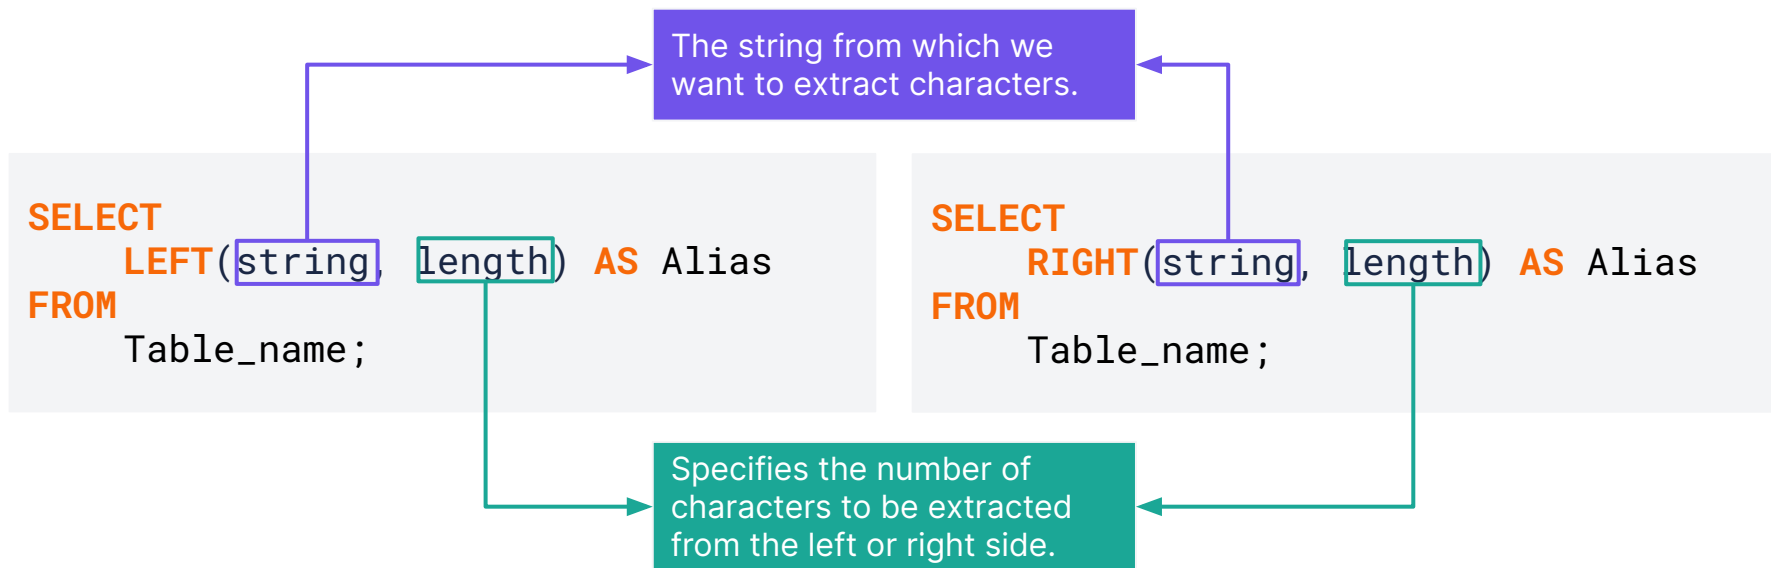 The string from which we
want to extract characters.
SELECT
LEFT(string, length) AS Alias
FROM
Table_name;
SELECT
RIGHT(string, length) AS Alias
FROM
Table_name;
Specifies the number of
characters to be extracted
from the left or right side.